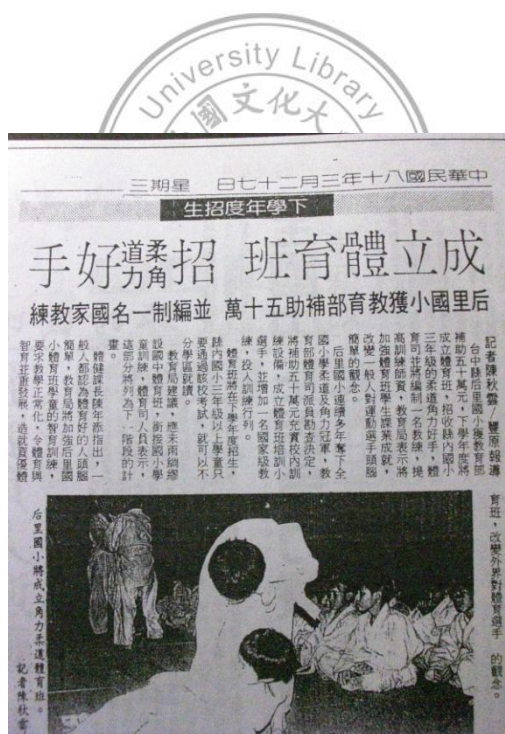 University Library
國文化大
中華民國八十年三月二十七日 星期三
下學年度招生
成立體育班 招柔道角力好手
后里國小獲教育部補助五十萬 並編制一名國家教練
記者陳秋雲/豐原報導
台中縣后里國小獲教育部
補助五十萬元,下學年度將
成立體育班,招收縣內國小
三年級的柔道角力好手,體
育司並將編制一名教練,提
高訓練師資,教育局表示將
加強體育班學生課業成就,
改變一般人對運動選手頭腦
簡單的觀念。
后里國小連續多年奪下全
國小學柔道及角力冠軍,教
育部體育司派員勘查決定,
將補助五十萬元充實校內訓
練設備,成立體育班培訓小
選手,並增加一名國家級教
練,投入訓練行列。
體育班將在下學年度招生,
縣內國小三年級以上學童只
要通過該校考試,就可以不
分學區就讀。
教育局建議,應未雨綢繆
設國中體育班,銜接國小學
童訓練,體育司人員表示,
這部分將列為下一階段的計
畫。
體健課長陳年添指出,一
般人都認為體育好的人頭腦
簡單,教育局將加強后里國
小體育班學童的智育訓練,
要求教學正常化,令體育與
智育並重發展,造就資優體
育班,改變外界對體育選手的觀念。
后里國小將成立角力柔道體育班。
記者陳秋雲